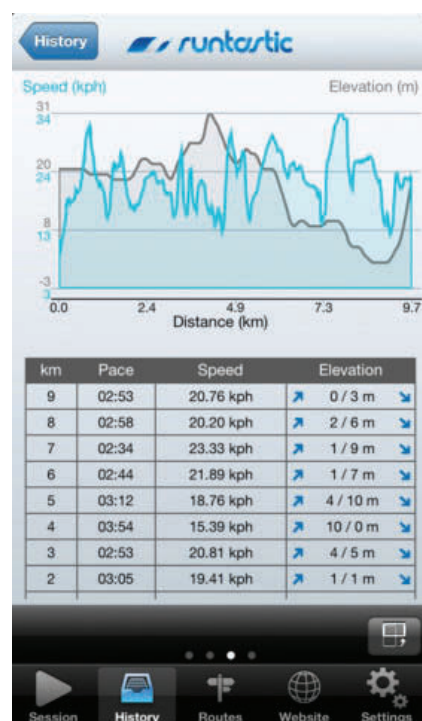 History
runtastic
Speed (kph) Elevation (m)
31
34
20
24
8
13
-3
3
0.0 2.4 4.9 7.3 9.7
Distance (km)
km Pace Speed Elevation
9 02:53 20.76 kph 0 / 3 m
8 02:58 20.20 kph 2 / 6 m
7 02:34 23.33 kph 1 / 9 m
6 02:44 21.89 kph 1 / 7 m
5 03:12 18.76 kph 4 / 10 m
4 03:54 15.39 kph 10 / 0 m
3 02:53 20.81 kph 4 / 5 m
2 03:05 19.41 kph 1 / 1 m
Session History Routes Website Settings